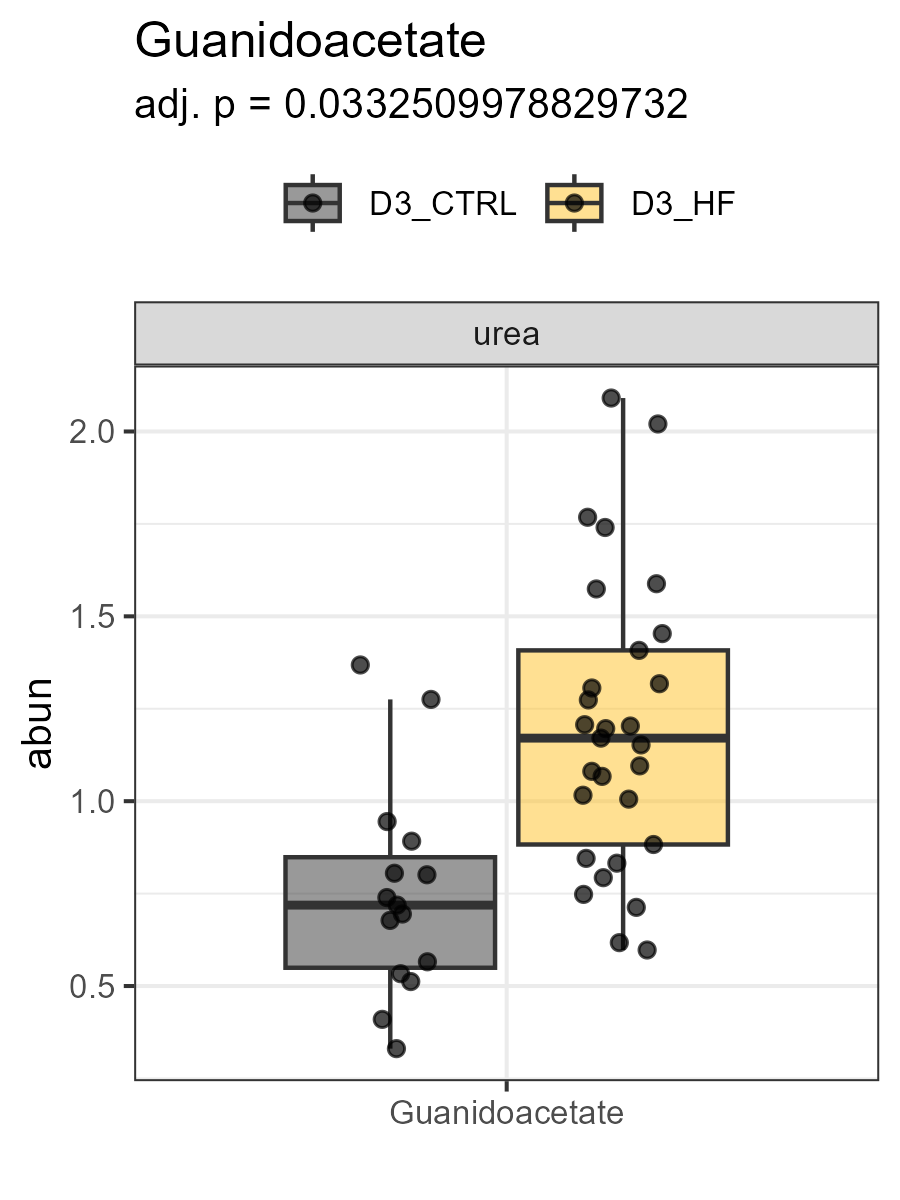 Guanidoacetate
adj. p = 0.0332509978829732
D3_CTRL D3_HF
urea
2.0
1.5
1.0
0.5
abun
Guanidoacetate